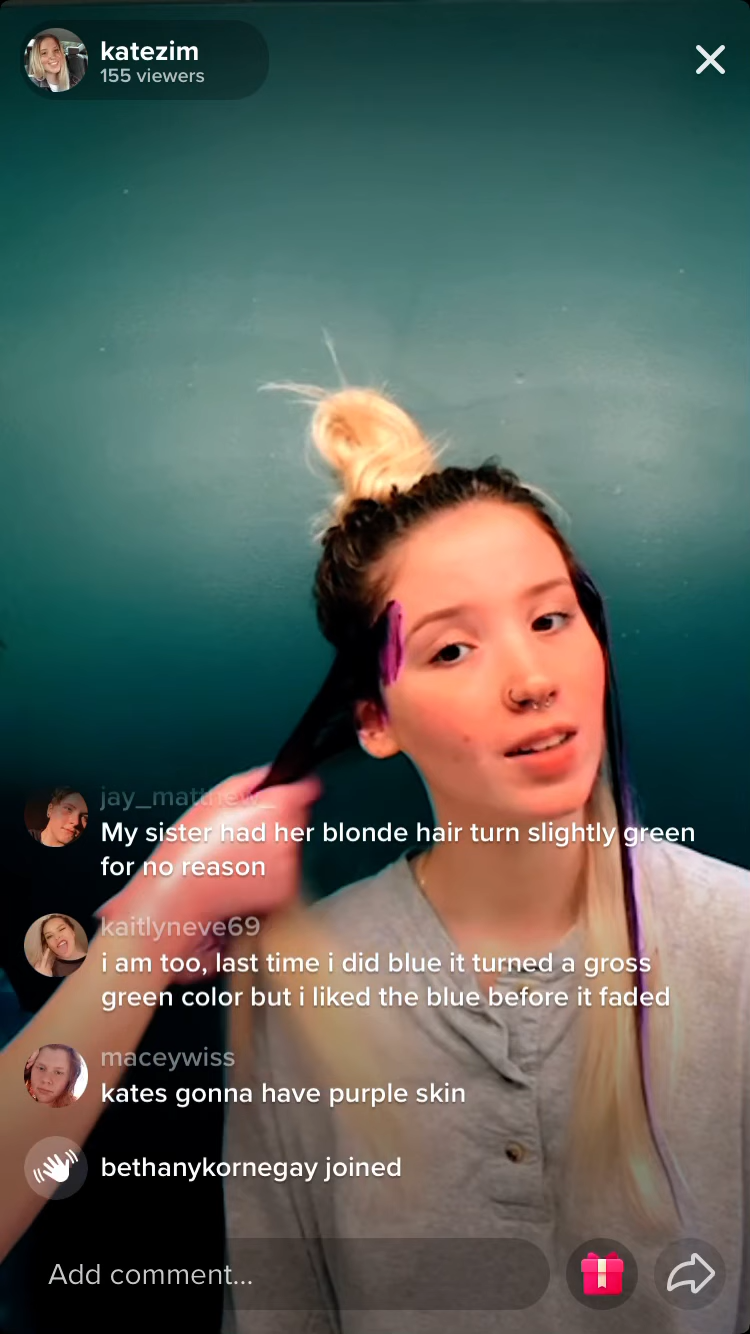 katezim
155 viewers
jay_matthew_
My sister had her blonde hair turn slightly green
for no reason
kaitlyneve69
i am too, last time i did blue it turned a gross
green color but i liked the blue before it faded
maceywiss
kates gonna have purple skin
bethanykornegay joined
Add comment...